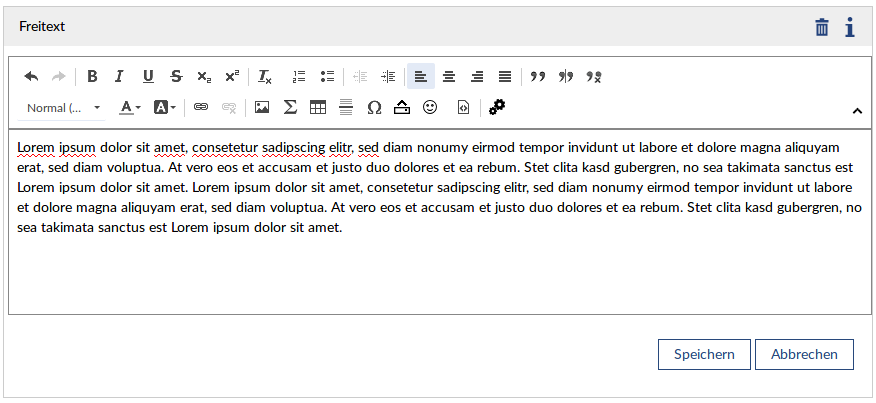 Freitext
Normal (...
Lorem ipsum dolor sit amet, consetetur sadipscing elitr, sed diam nonumy eirmod tempor invidunt ut labore et dolore magna aliquyam
erat, sed diam voluptua. At vero eos et accusam et justo duo dolores et ea rebum. Stet clita kasd gubergren, no sea takimata sanctus est
Lorem ipsum dolor sit amet. Lorem ipsum dolor sit amet, consetetur sadipscing elitr, sed diam nonumy eirmod tempor invidunt ut labore
et dolore magna aliquyam erat, sed diam voluptua. At vero eos et accusam et justo duo dolores et ea rebum. Stet clita kasd gubergren, no
sea takimata sanctus est Lorem ipsum dolor sit amet.
Speichern Abbrechen